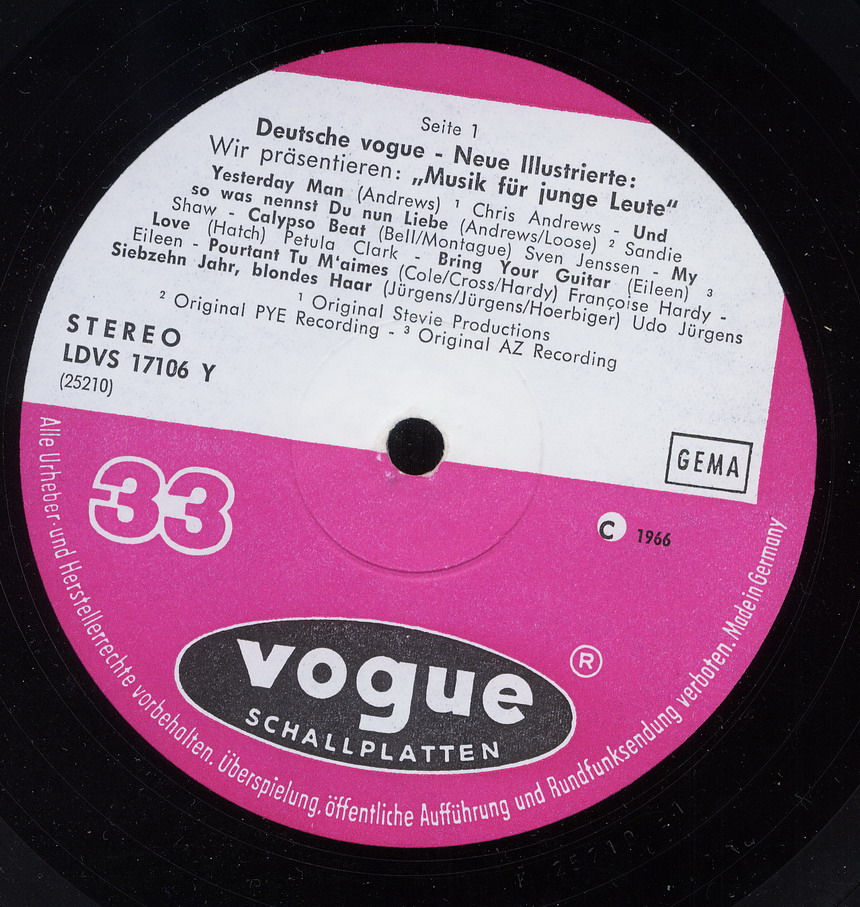 Seite 1
Deutsche vogue - Neue Illustrierte:
Wir präsentieren: „Musik für junge Leute“
Yesterday Man (Andrews) ¹ Chris Andrews - Und
so was nennst Du nun Liebe (Andrews/Loose) ² Sandie
Shaw - Calypso Beat (Bell/Montague) Sven Jenssen - My
Love (Hatch) Petula Clark - Bring Your Guitar (Eileen) ³
Eileen - Pourtant Tu M'aimes (Cole/Cross/Hardy) Françoise Hardy -
Siebzehn Jahr, blondes Haar (Jürgens/Jürgens/Hoerbiger) Udo Jürgens
¹ Original Stevie Productions
² Original PYE Recording - ³ Original AZ Recording
STEREO
LDVS 17106 Y
(25210)
GEMA
33
C 1966
vogue ®
SCHALLPLATTEN
Alle Urheber- und Herstellerrechte vorbehalten. Überspielung, öffentliche Aufführung und Rundfunksendung verboten. Made in Germany